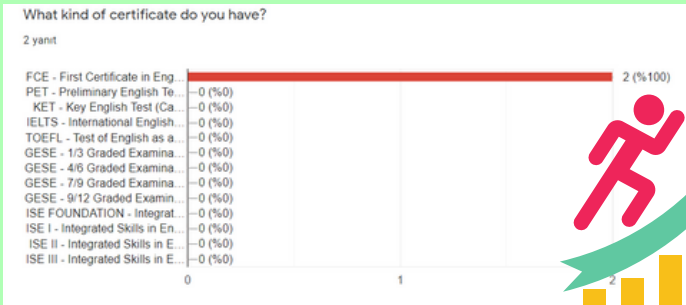 What kind of certificate do you have?
2 yanıt
FCE - First Certificate in Eng... 2 (%100)
PET - Preliminary English Te... 0 (%0)
KET - Key English Test (Ca... 0 (%0)
IELTS - International English... 0 (%0)
TOEFL - Test of English as a... 0 (%0)
GESE - 1/3 Graded Examina... 0 (%0)
GESE - 4/6 Graded Examina... 0 (%0)
GESE - 7/9 Graded Examina... 0 (%0)
GESE - 9/12 Graded Examin... 0 (%0)
ISE FOUNDATION - Integrat... 0 (%0)
ISE I - Integrated Skills in En... 0 (%0)
ISE II - Integrated Skills in E... 0 (%0)
ISE III - Integrated Skills in E... 0 (%0)
0 1 2